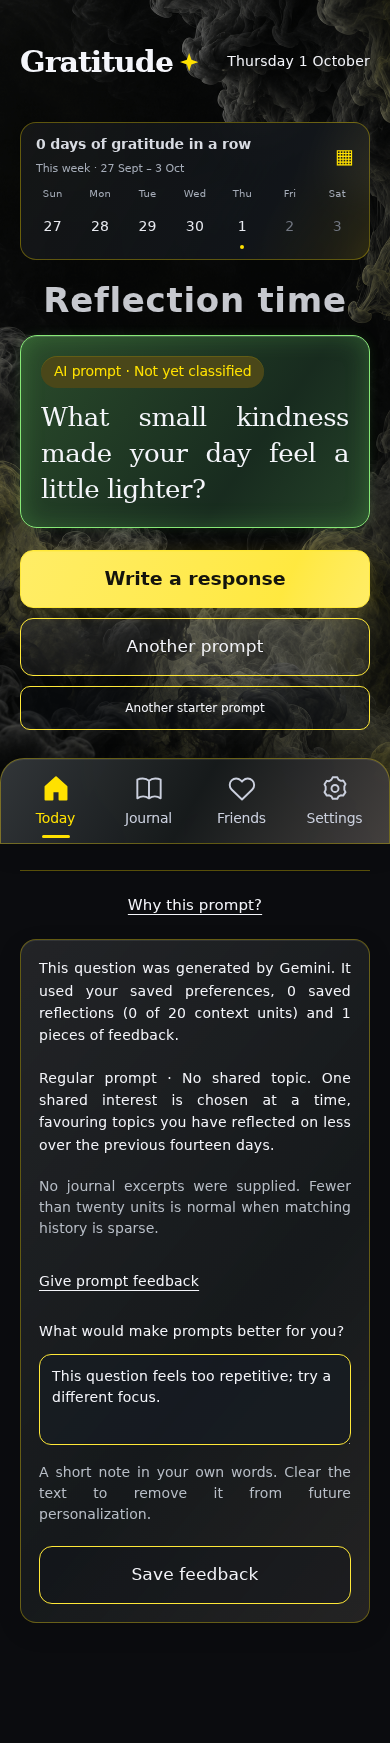 Gratitude
Thursday 1 October
0 days of gratitude in a row
This week · 27 Sept – 3 Oct
Sun Mon Tue Wed Thu Fri Sat
27 28 29 30 1 2 3
Reflection time
AI prompt · Not yet classified
What small kindness
made your day feel a
little lighter?
Write a response
Another prompt
Another starter prompt
Today Journal Friends Settings
Why this prompt?
This question was generated by Gemini. It
used your saved preferences, 0 saved
reflections (0 of 20 context units) and 1
pieces of feedback.
Regular prompt · No shared topic. One
shared interest is chosen at a time,
favouring topics you have reflected on less
over the previous fourteen days.
No journal excerpts were supplied. Fewer
than twenty units is normal when matching
history is sparse.
Give prompt feedback
What would make prompts better for you?
This question feels too repetitive; try a
different focus.
A short note in your own words. Clear the
text to remove it from future
personalization.
Save feedback